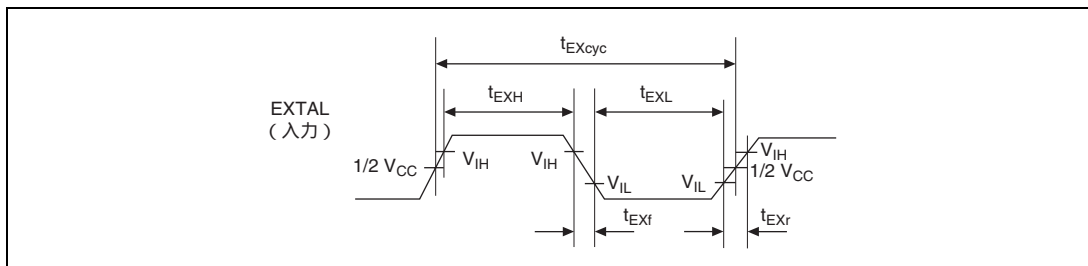 tEXcyc
tEXH
tEXL
EXTAL
（入力）
1/2 VCC
VIH
VIH
VIL
VIL
VIH
1/2 VCC
tEXf
tEXr